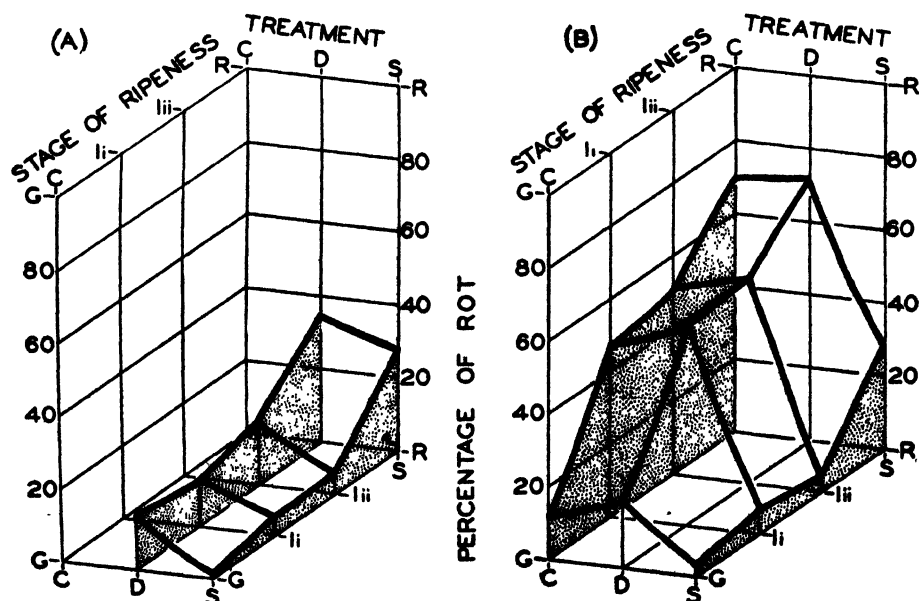 (A)
TREATMENT
C D S
STAGE OF RIPENESS
R R
Iii
Ii
G C
80 80
60 60
40 40
20 20
R
S
Iii
Ii
G G
C D S
PERCENTAGE OF ROT
(B)
TREATMENT
C D S
STAGE OF RIPENESS
R R
Iii
Ii
G C
80 80
60 60
40 40
20 20
R
S
Iii
Ii
G G
C D S